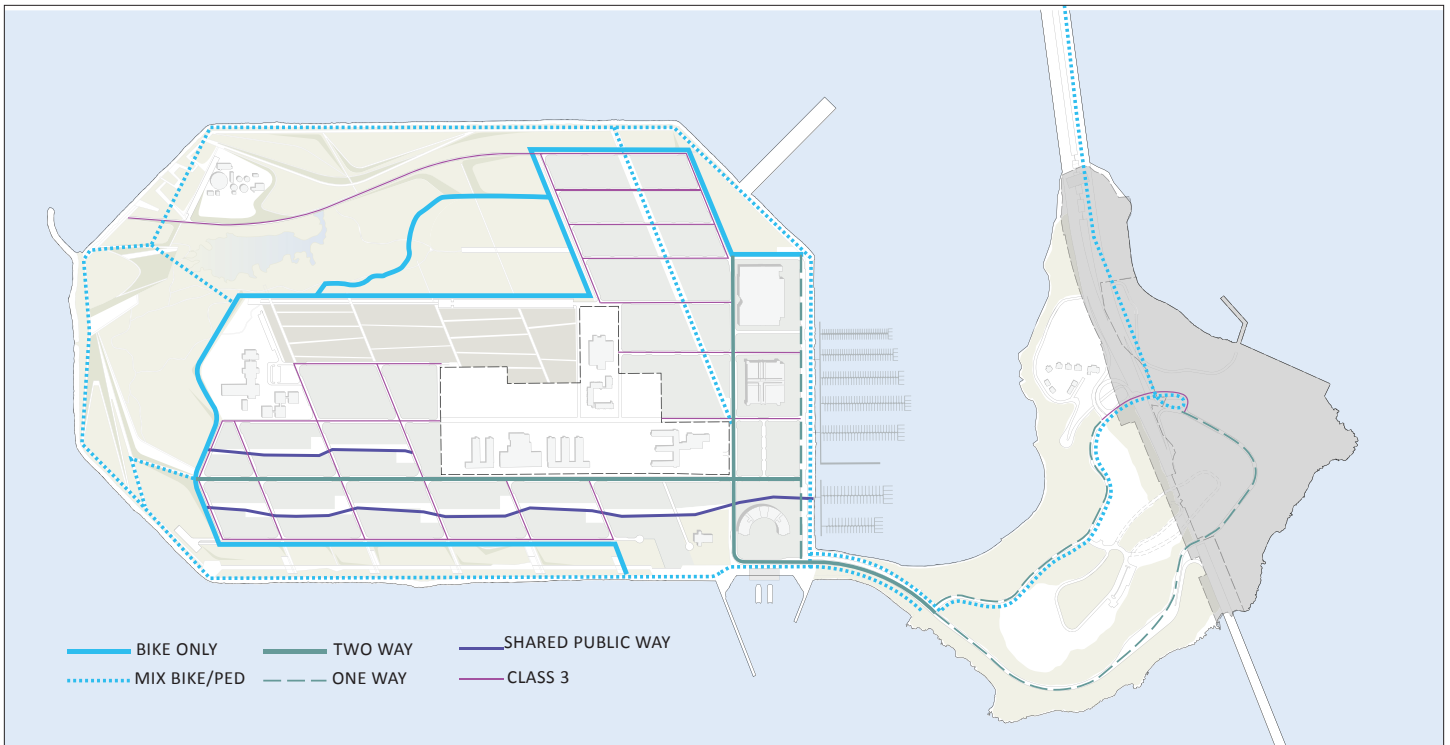 BIKE ONLY
TWO WAY
SHARED PUBLIC WAY
MIX BIKE/PED
ONE WAY
CLASS 3